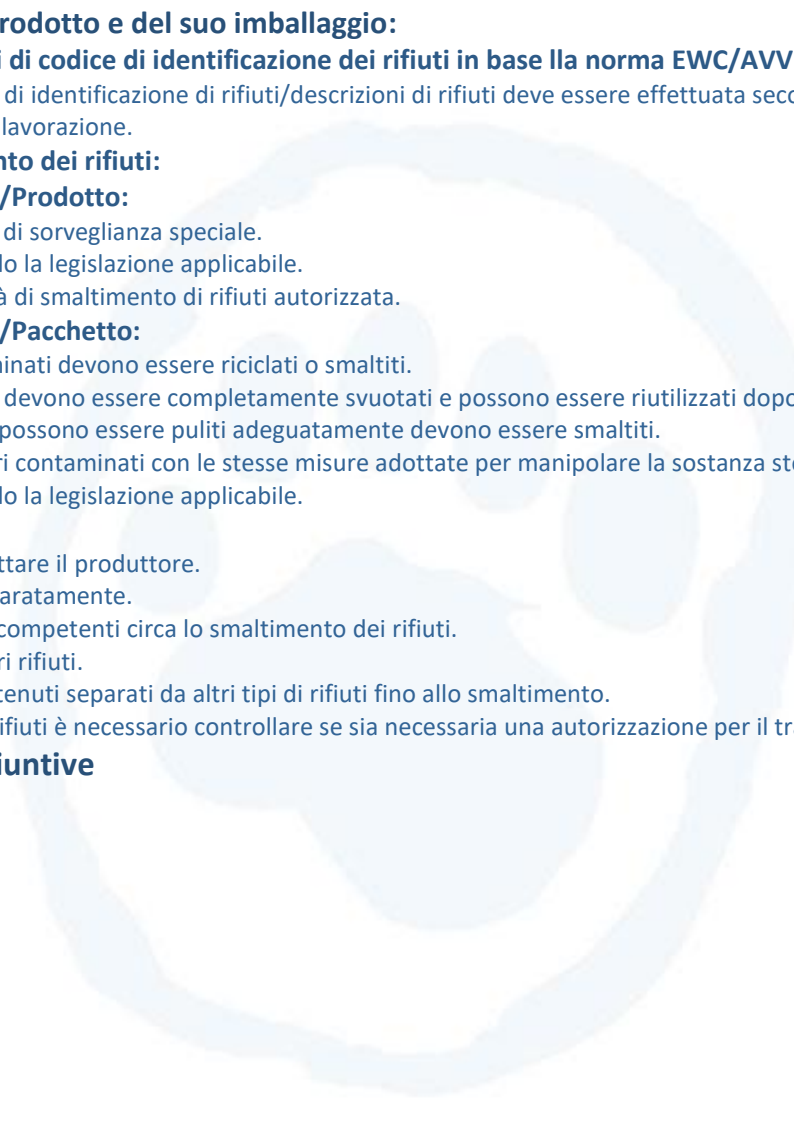 rodotto e del suo imballaggio:
i di codice di identificazione dei rifiuti in base lla norma EWC/AVV
di identificazione di rifiuti/descrizioni di rifiuti deve essere effettuata seco
lavorazione.
nto dei rifiuti:
/Prodotto:
di sorveglianza speciale.
lo la legislazione applicabile.
à di smaltimento di rifiuti autorizzata.
/Pacchetto:
minati devono essere riciclati o smaltiti.
devono essere completamente svuotati e possono essere riutilizzati dopo
possono essere puliti adeguatamente devono essere smaltiti.
ri contaminati con le stesse misure adottate per manipolare la sostanza ste
lo la legislazione applicabile.
ttare il produttore.
aratamente.
competenti circa lo smaltimento dei rifiuti.
ri rifiuti.
tenuti separati da altri tipi di rifiuti fino allo smaltimento.
ifiuti è necessario controllare se sia necessaria una autorizzazione per il tra
iuntive